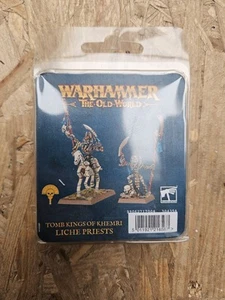 WARHAMMER
THE OLD WORLD
TOMB KINGS OF KHEMRI
LICHE PRIESTS